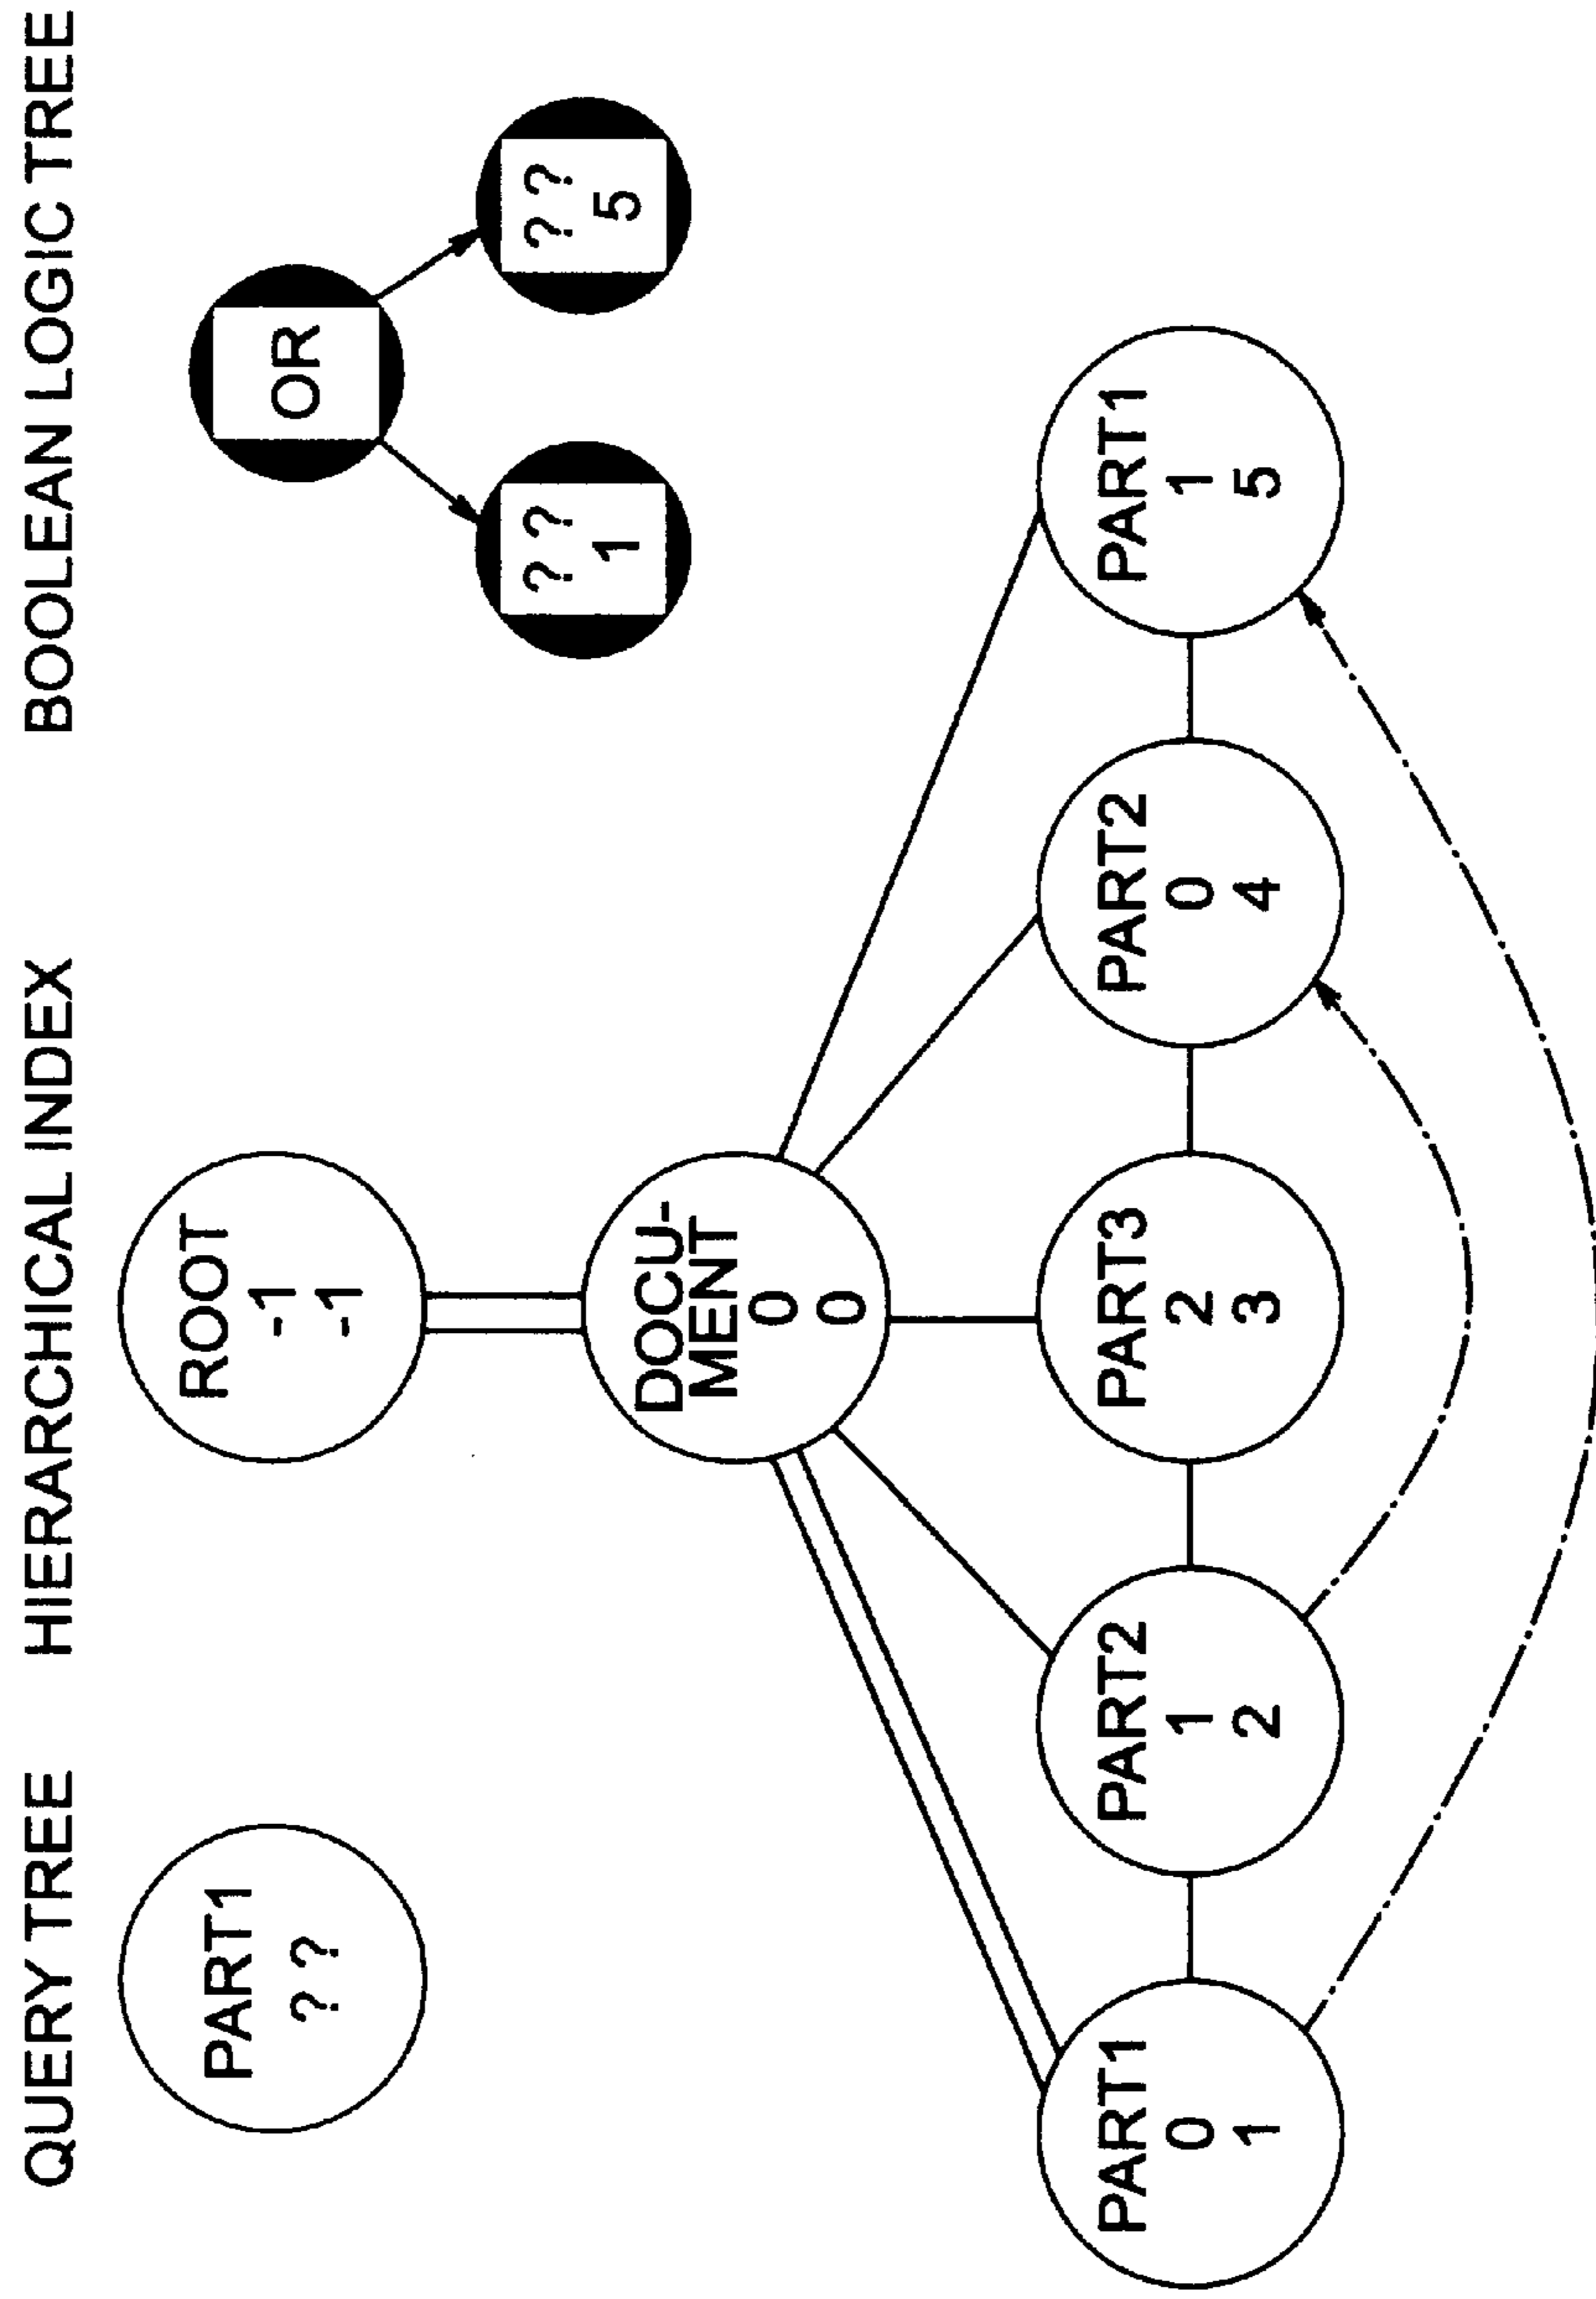 QUERY TREE
HIERARCHICAL INDEX
BOOLEAN LOGIC TREE
PART1
? ?
ROOT
-1
-1
OR
? ?
1
? ?
5
DOCU-
MENT
0
0
PART1
0
1
PART2
1
2
PART3
2
3
PART2
0
4
PART1
1
5